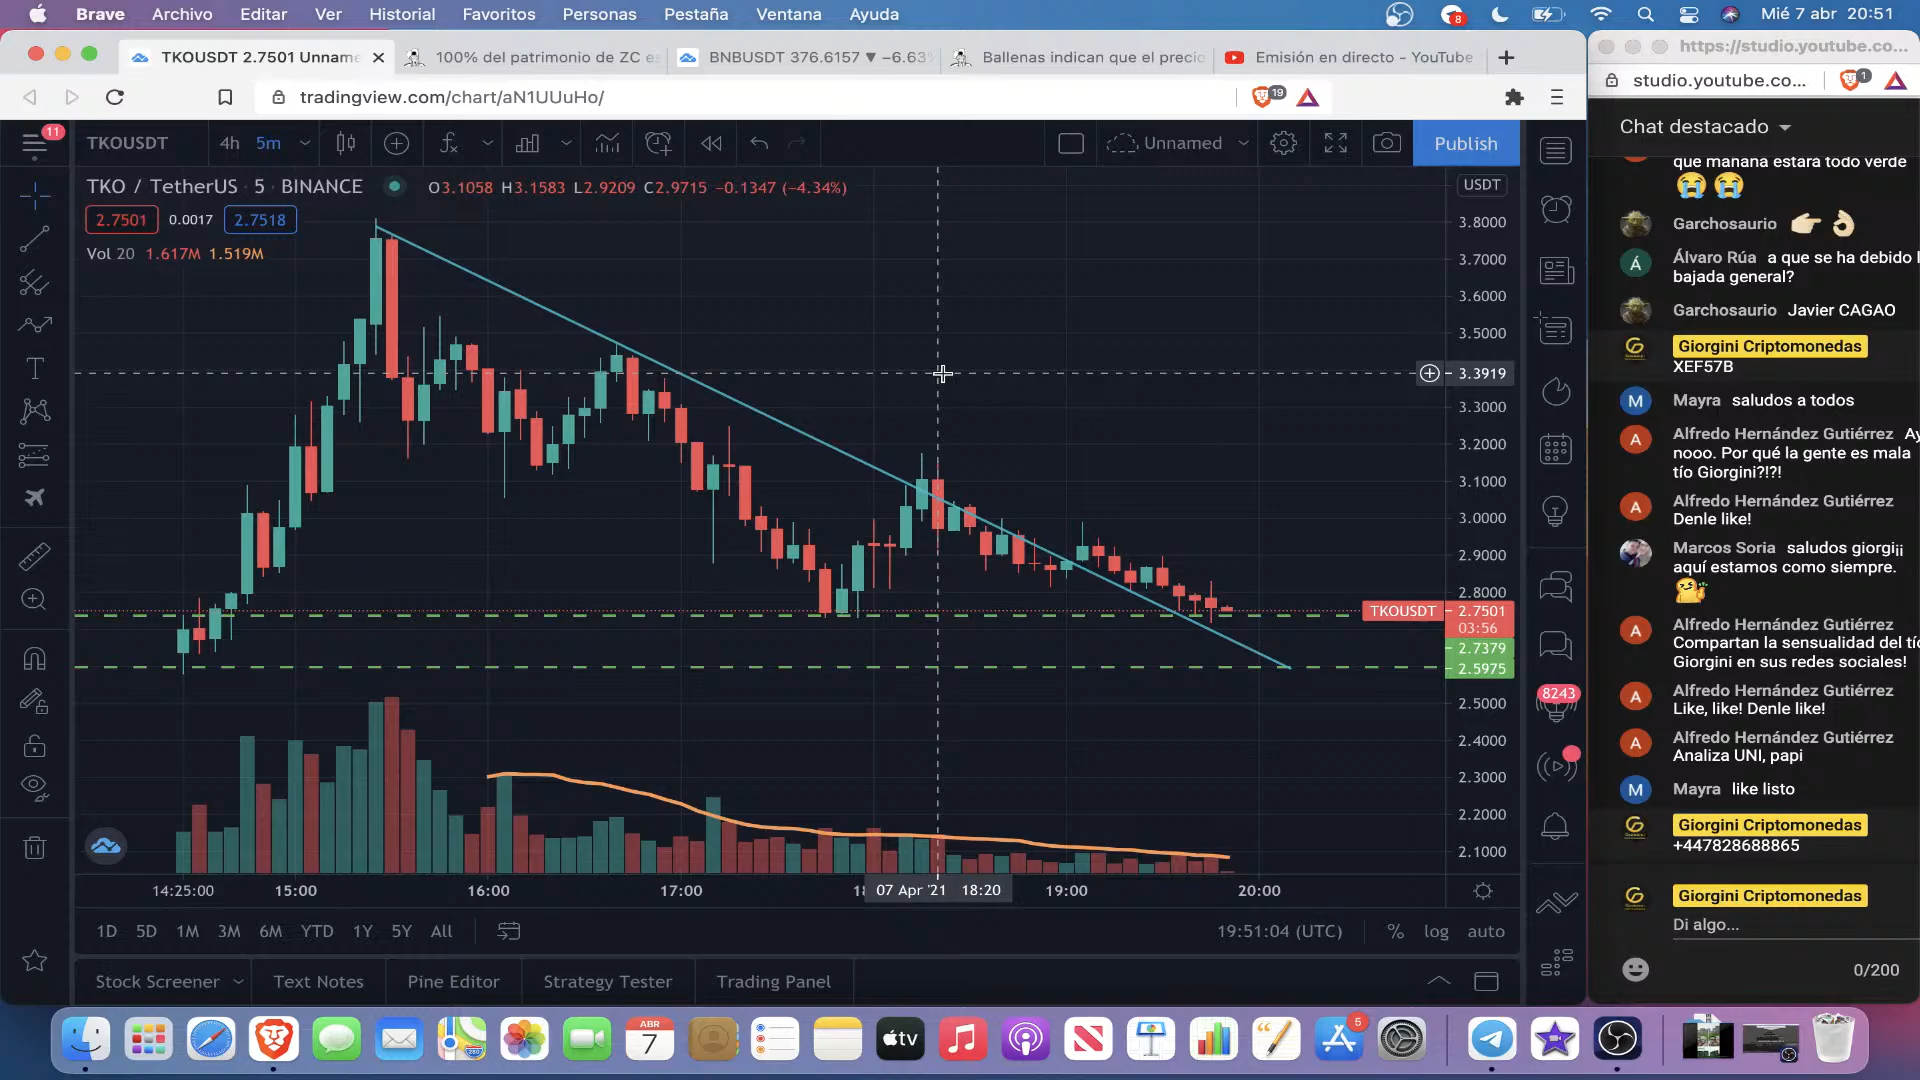 Brave Archivo Editar Ver Historial Favoritos Personas Pestaña Ventana Ayuda
8
Mié 7 abr 20:51
TKOUSDT 2.7501 Unname
100% del patrimonio de ZC es
BNBUSDT 376.6157 ▼ −6.63%
Ballenas indican que el precio
Emisión en directo - YouTube
https://studio.youtube.co...
tradingview.com/chart/aN1UUuHo/
19
studio.youtube.co...
1
11
TKOUSDT 4h 5m
Unnamed
Publish
Chat destacado
TKO / TetherUS · 5 · BINANCE
O3.1058 H3.1583 L2.9209 C2.9715 −0.1347 (−4.34%)
2.7501 0.0017 2.7518
Vol 20 1.617M 1.519M
USDT
3.8000
3.7000
3.6000
3.5000
3.3919
3.3000
3.2000
3.1000
3.0000
2.9000
2.8000
TKOUSDT 2.7501
03:56
2.7379
2.5975
2.5000
2.4000
2.3000
2.2000
2.1000
14:25:00 15:00 16:00 17:00 07 Apr '21 18:20 19:00 20:00
1D 5D 1M 3M 6M YTD 1Y 5Y All
19:51:04 (UTC) % log auto
Stock Screener Text Notes Pine Editor Strategy Tester Trading Panel
8243
que mañana estará todo verde
Garchosaurio
Álvaro Rúa a que se ha debido l
bajada general?
Garchosaurio Javier CAGAO
Giorgini Criptomonedas
XEF57B
Mayra saludos a todos
Alfredo Hernández Gutiérrez Ay
nooo. Por qué la gente es mala
tío Giorgini?!?!
Alfredo Hernández Gutiérrez
Denle like!
Marcos Soria saludos giorgi¡¡
aquí estamos como siempre.
Alfredo Hernández Gutiérrez
Compartan la sensualidad del tío
Giorgini en sus redes sociales!
Alfredo Hernández Gutiérrez
Like, like! Denle like!
Alfredo Hernández Gutiérrez
Analiza UNI, papi
Mayra like listo
Giorgini Criptomonedas
+447828688865
Giorgini Criptomonedas
Di algo...
0/200
ABR
7
tv
5